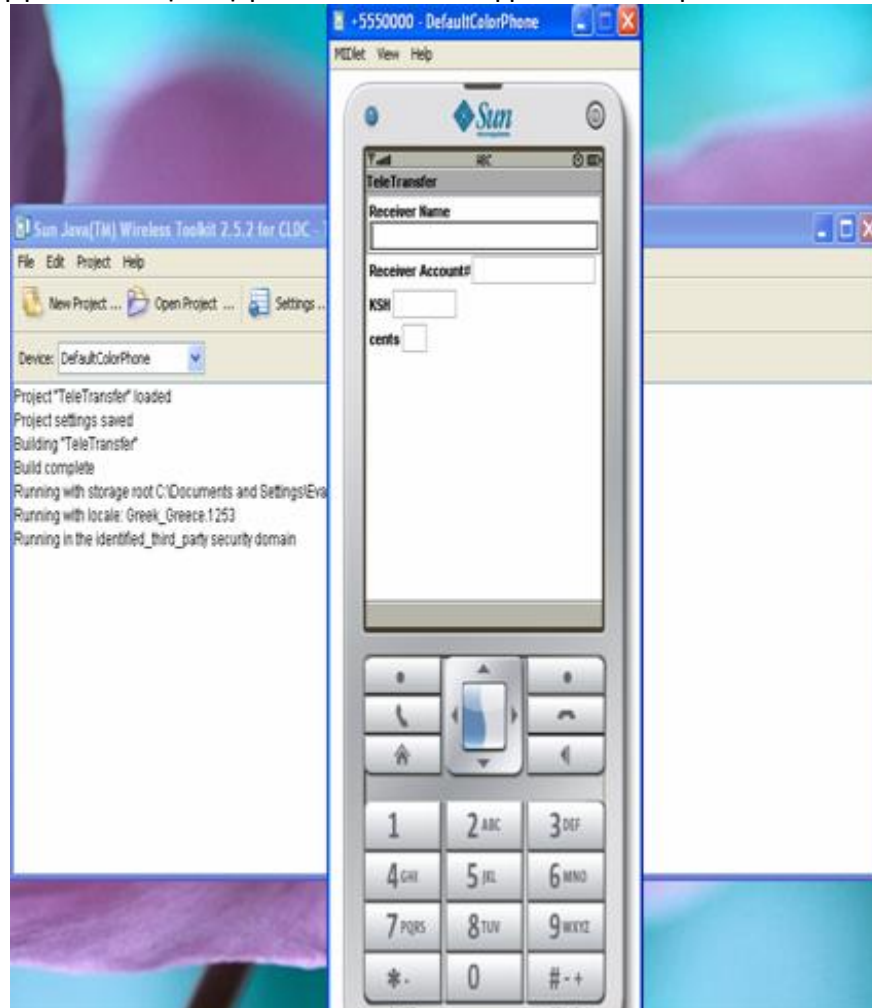 +5550000 - DefaultColorPhone
MIDlet View Help
Sun
ABC
TeleTransfer
Receiver Name
Receiver Account#
KSH
cents
Sun Java(TM) Wireless Toolkit 2.5.2 for CLDC -
File Edit Project Help
New Project ... Open Project ... Settings ..
Device: DefaultColorPhone
Project "TeleTransfer" loaded
Project settings saved
Building "TeleTransfer"
Build complete
Running with storage root C:\Documents and Settings\Eva
Running with locale: Greek_Greece.1253
Running in the identified_third_party security domain
1 2 ABC 3 DEF
4 GHI 5 JKL 6 MNO
7 PQRS 8 TUV 9 WXYZ
* . 0 # - +